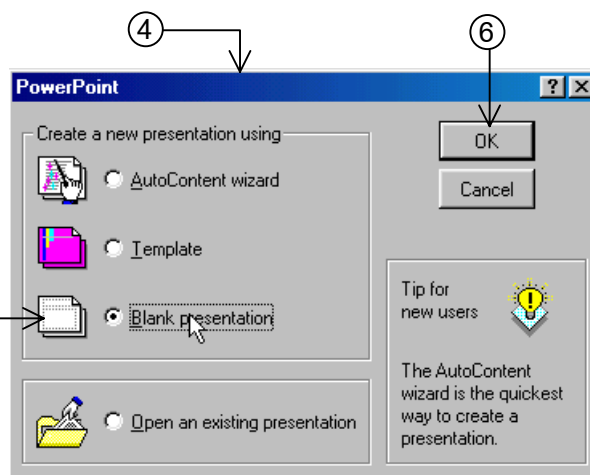 4
6
PowerPoint
Create a new presentation using
OK
AutoContent wizard
Cancel
Template
Blank presentation
Tip for
new users
The AutoContent
wizard is the quickest
way to create a
presentation.
Open an existing presentation